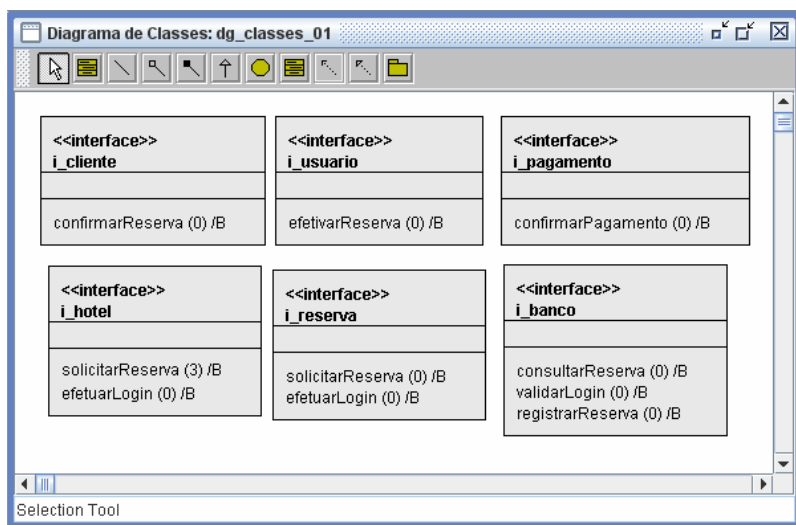 Diagrama de Classes: dg_classes_01
<<interface>>
i_cliente
confirmarReserva (0) /B
<<interface>>
i_usuario
efetivarReserva (0) /B
<<interface>>
i_pagamento
confirmarPagamento (0) /B
<<interface>>
i_hotel
solicitarReserva (3) /B
efetuarLogin (0) /B
<<interface>>
i_reserva
solicitarReserva (0) /B
efetuarLogin (0) /B
<<interface>>
i_banco
consultarReserva (0) /B
validarLogin (0) /B
registrarReserva (0) /B
Selection Tool